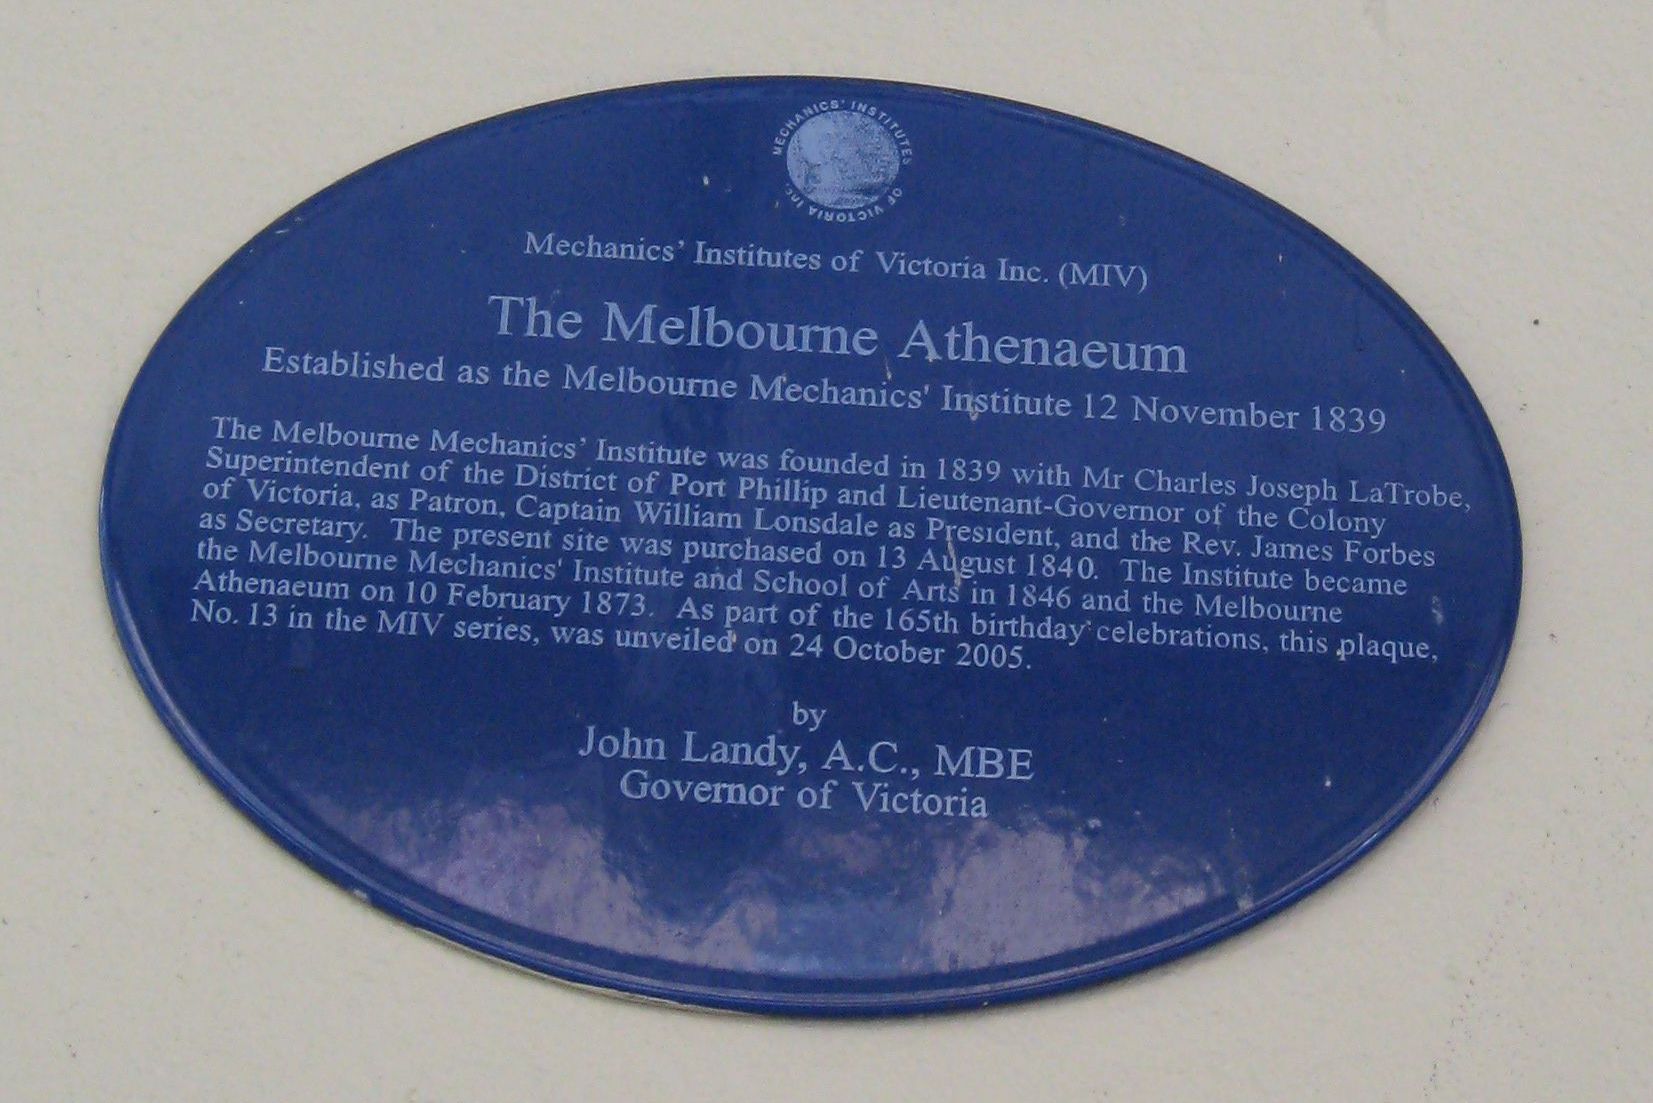 MECHANICS' INSTITUTES OF VICTORIA INC.
Mechanics' Institutes of Victoria Inc. (MIV)
The Melbourne Athenaeum
Established as the Melbourne Mechanics' Institute 12 November 1839
The Melbourne Mechanics' Institute was founded in 1839 with Mr Charles Joseph LaTrobe,
Superintendent of the District of Port Phillip and Lieutenant-Governor of the Colony
of Victoria, as Patron, Captain William Lonsdale as President, and the Rev. James Forbes
as Secretary. The present site was purchased on 13 August 1840. The Institute became
the Melbourne Mechanics' Institute and School of Arts in 1846 and the Melbourne
Athenaeum on 10 February 1873. As part of the 165th birthday celebrations, this plaque,
No. 13 in the MIV series, was unveiled on 24 October 2005.
by
John Landy, A.C., MBE
Governor of Victoria